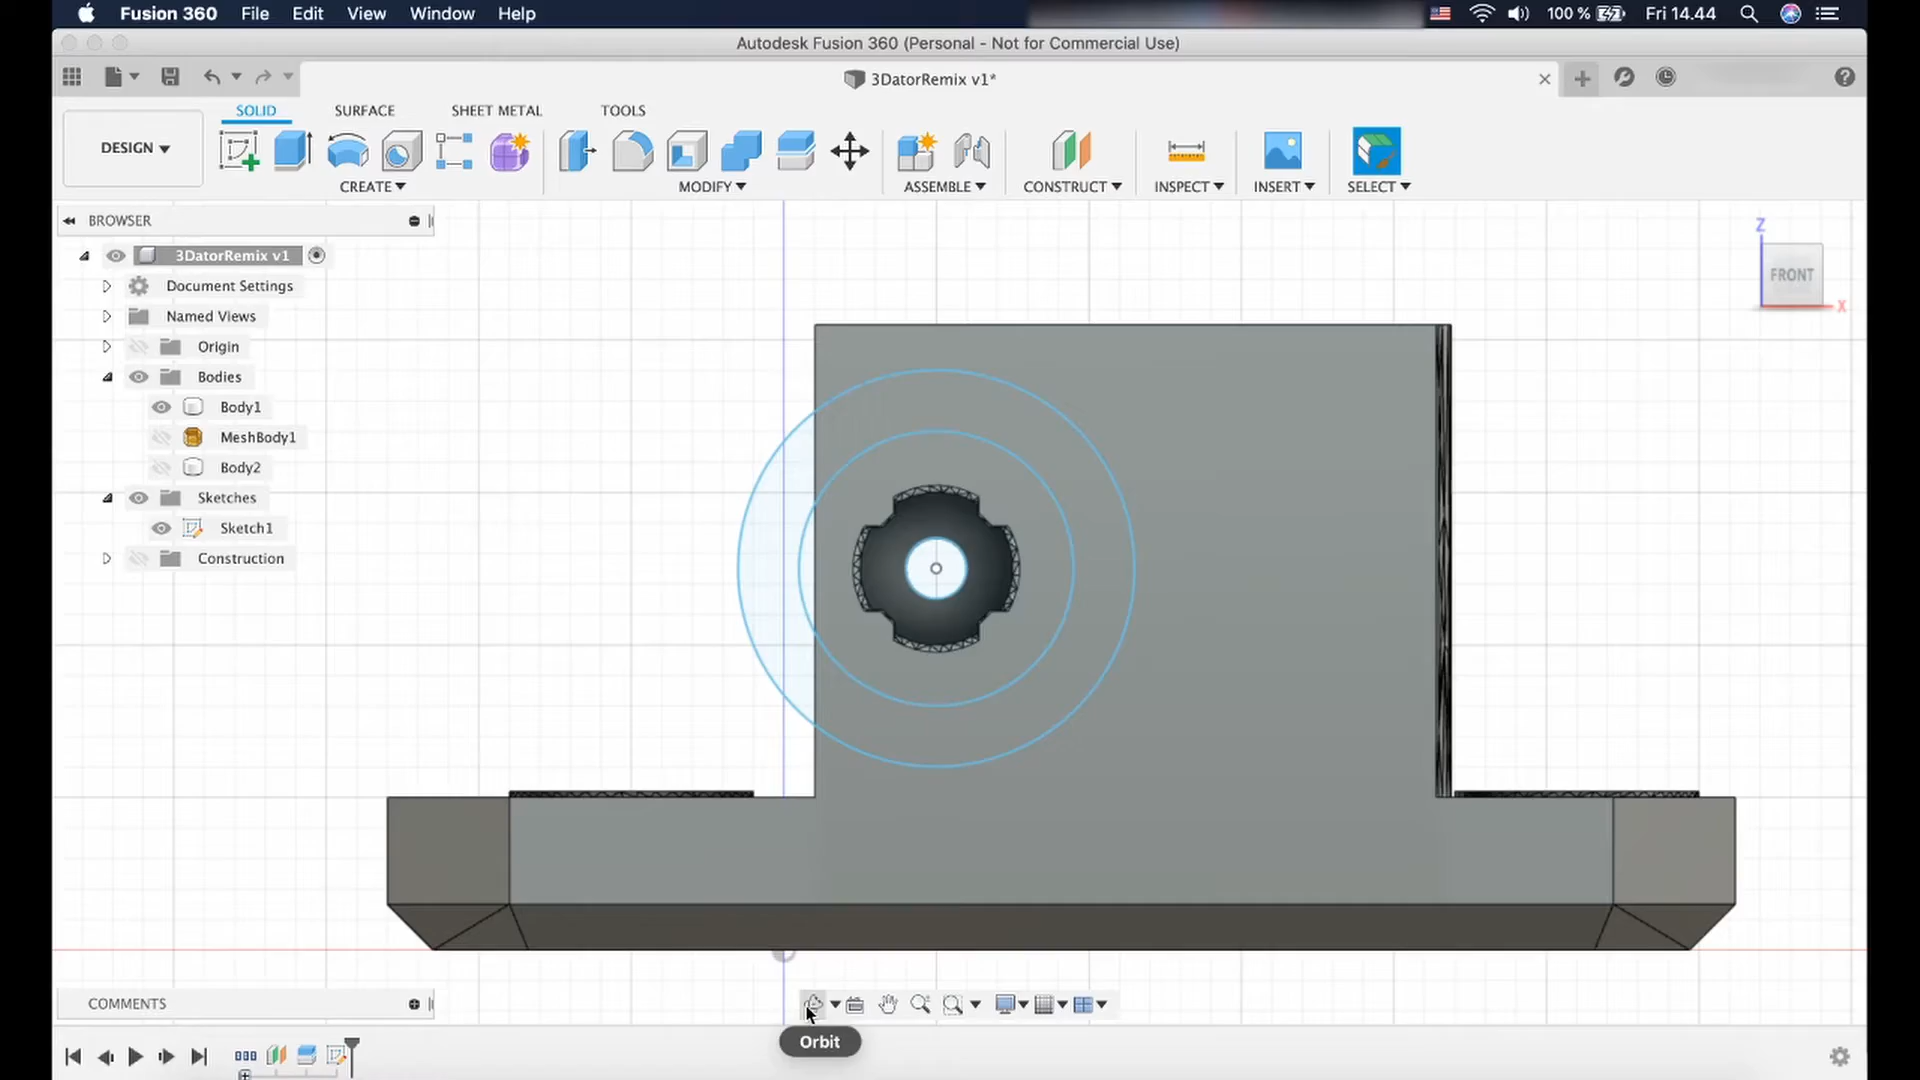 Fusion 360 File Edit View Window Help 100 % Fri 14.44
Autodesk Fusion 360 (Personal - Not for Commercial Use)
3DatorRemix v1*
SOLID SURFACE SHEET METAL TOOLS
DESIGN
CREATE MODIFY ASSEMBLE CONSTRUCT INSPECT INSERT SELECT
BROWSER
3DatorRemix v1
Document Settings
Named Views
Origin
Bodies
Body1
MeshBody1
Body2
Sketches
Sketch1
Construction
Z
FRONT
X
COMMENTS
Orbit